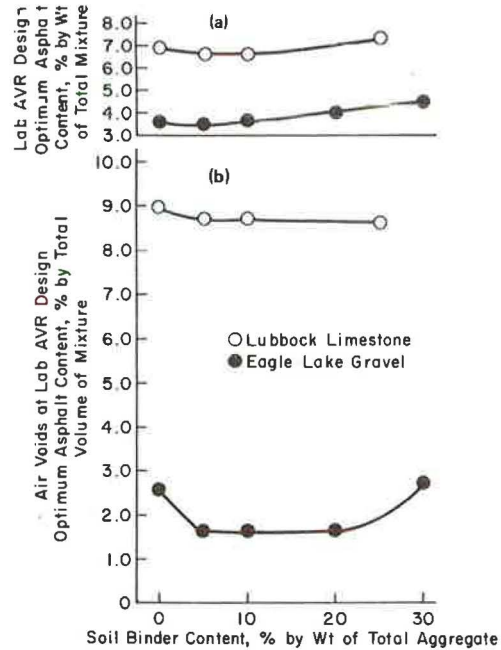 (a)
Lab AVR Design
Optimum Asphalt
Content, % by Wt
of Total Mixture
8.0
7.0
6.0
5.0
4.0
3.0
(b)
Air Voids at Lab AVR Design
Optimum Asphalt Content, % by Total
Volume of Mixture
10.0
9.0
8.0
7.0
6.0
5.0
4.0
3.0
2.0
1.0
0
Lubbock Limestone
Eagle Lake Gravel
0 10 20 30
Soil Binder Content, % by Wt of Total Aggregate